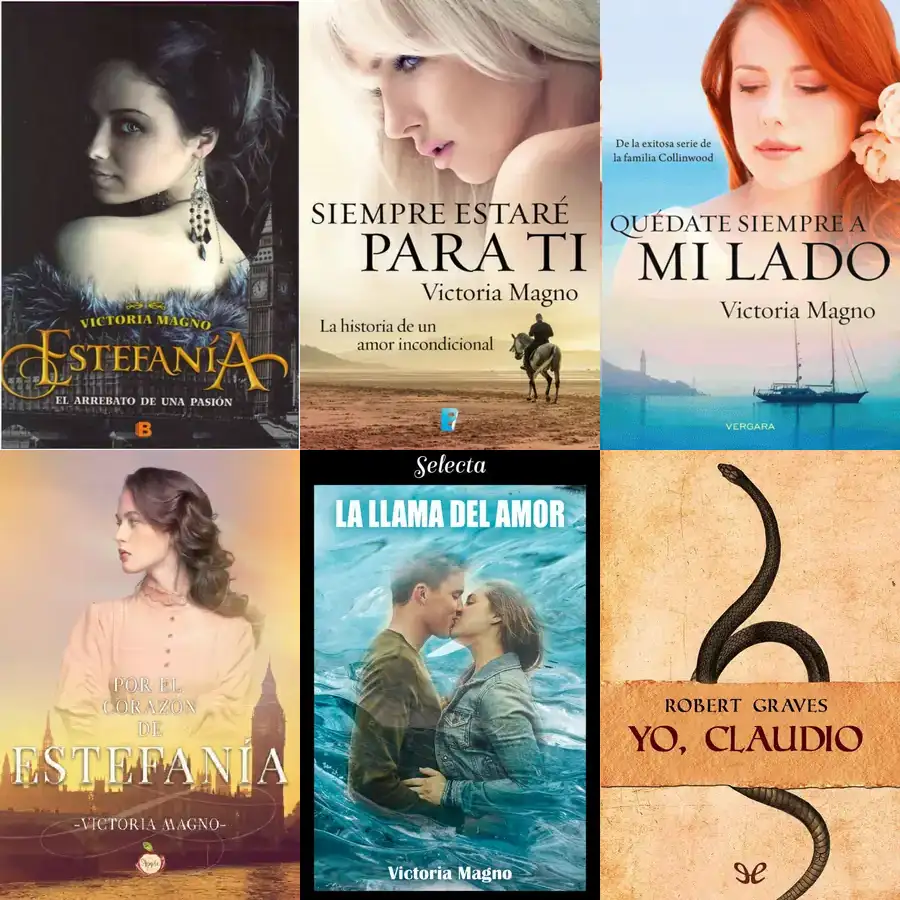 VICTORIA MAGNO
ESTEFANÍA
EL ARREBATO DE UNA PASIÓN
B
SIEMPRE ESTARÉ
PARA TI
Victoria Magno
La historia de un
amor incondicional
B
De la exitosa serie de
la familia Collinwood
QUÉDATE SIEMPRE A
MI LADO
Victoria Magno
VERGARA
POR EL
CORAZÓN
DE
ESTEFANÍA
-VICTORIA MAGNO-
Selecta
LA LLAMA DEL AMOR
Victoria Magno
ROBERT GRAVES
YO, CLAUDIO